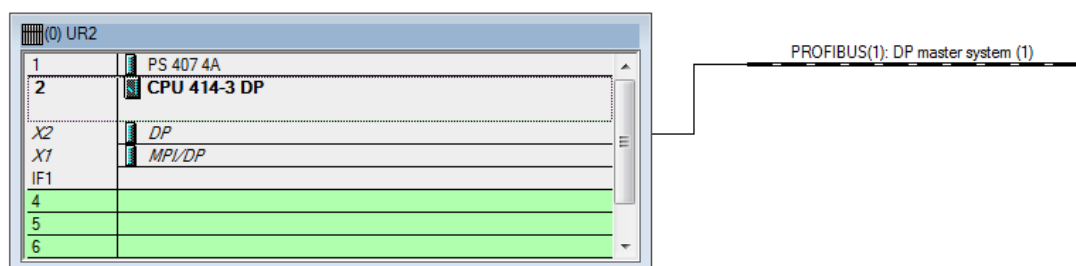 (0) UR2
1 PS 407 4A
2 CPU 414-3 DP
X2 DP
X1 MPI/DP
IF1
4
5
6
PROFIBUS(1): DP master system (1)